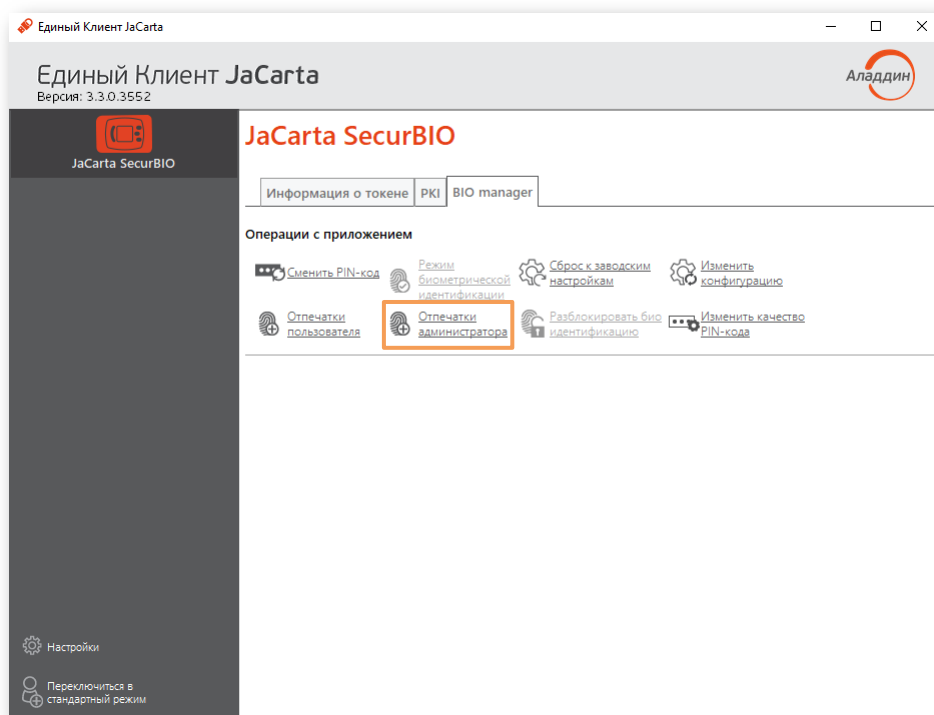 Единый Клиент JaCarta
Единый Клиент JaCarta
Версия: 3.3.0.3552
Аладдин
JaCarta SecurBIO
JaCarta SecurBIO
Информация о токене
PKI
BIO manager
Операции с приложением
Сменить PIN-код
Режим
биометрической
идентификации
Сброс к заводским
настройкам
Изменить
конфигурацию
Отпечатки
пользователя
Отпечатки
администратора
Разблокировать био
идентификацию
Изменить качество
PIN-кода
Настройки
Переключиться в
стандартный режим